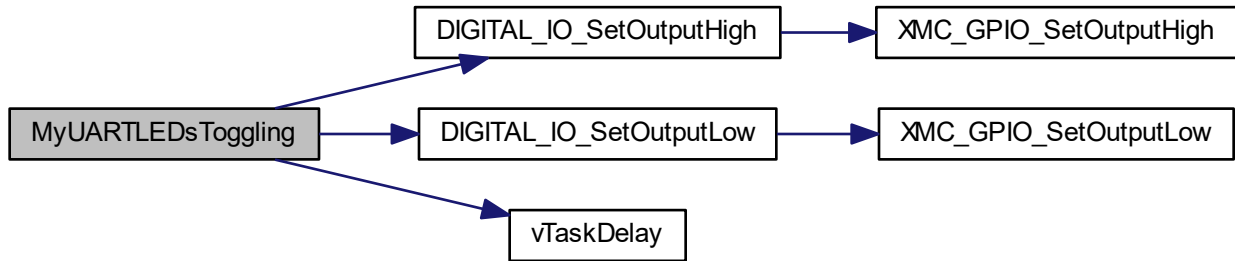 DIGITAL_IO_SetOutputHigh
XMC_GPIO_SetOutputHigh
MyUARTLEDsToggling
DIGITAL_IO_SetOutputLow
XMC_GPIO_SetOutputLow
vTaskDelay